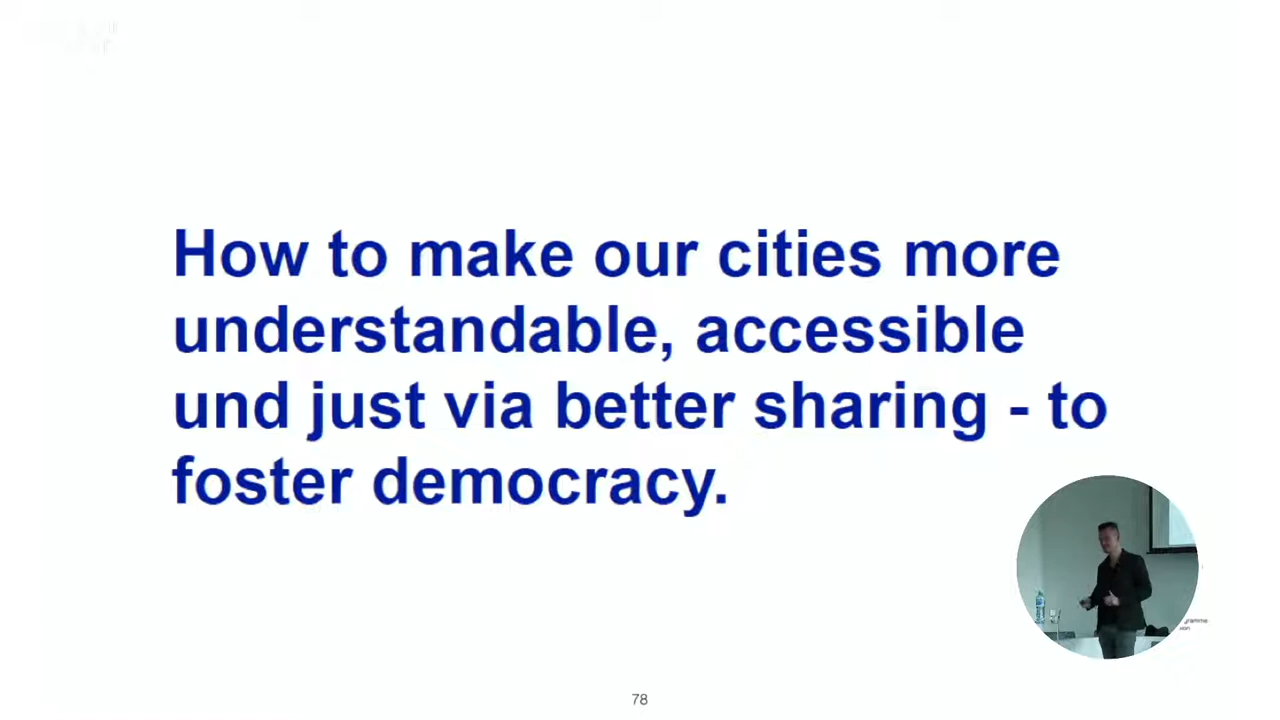 How to make our cities more
understandable, accessible
und just via better sharing - to
foster democracy.
78